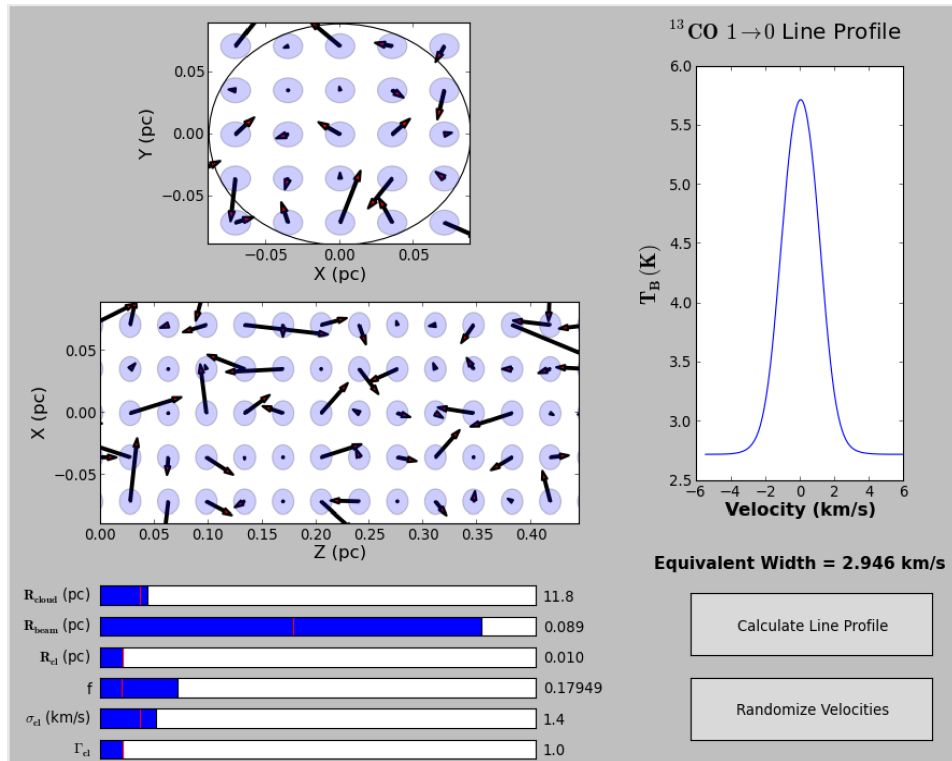 ¹³CO 1→0 Line Profile
0.05
0.00
−0.05
Y (pc)
−0.05 0.00 0.05
X (pc)
0.05
0.00
−0.05
X (pc)
0.00 0.05 0.10 0.15 0.20 0.25 0.30 0.35 0.40
Z (pc)
6.0
5.5
5.0
4.5
4.0
3.5
3.0
2.5
T_B (K)
−6 −4 −2 0 2 4 6
Velocity (km/s)
Equivalent Width = 2.946 km/s
R_cloud (pc) 11.8
R_beam (pc) 0.089
R_cl (pc) 0.010
f 0.17949
σ_cl (km/s) 1.4
Γ_cl 1.0
Calculate Line Profile
Randomize Velocities